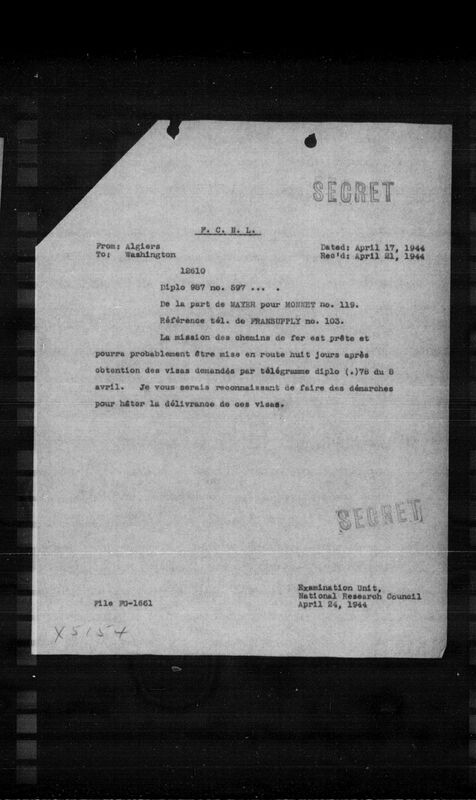 SECRET
F. C. N. L.
From: Algiers
To: Washington
Dated: April 17, 1944
Rec'd: April 21, 1944
12610
Diplo 987 no. 597 ... .
De la part de MAYER pour MONNET no. 119.
Référence tél. de FRANSUPPLY no. 103.
La mission des chemins de fer est prête et
pourra probablement être mise en route huit jours après
obtention des visas demandés par télégramme diplo (.)78 du 8
avril. Je vous serais reconnaissant de faire des démarches
pour hâter la délivrance de ces visas.
SECRET
Examination Unit,
National Research Council
April 24, 1944
File FG-1661
X5154